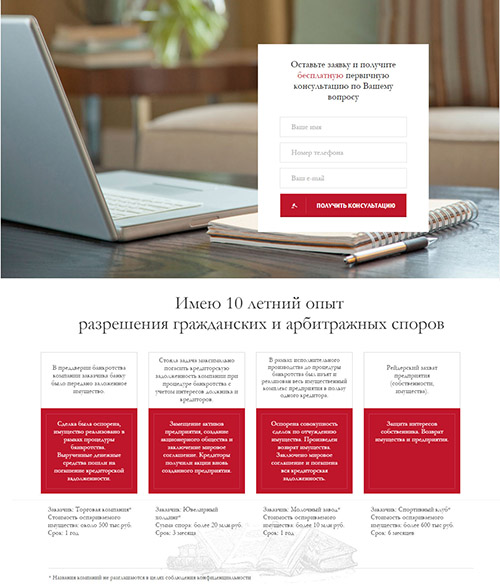 Оставьте заявку и получите
бесплатную первичную
консультацию по Вашему
вопросу
Ваше имя
Номер телефона
Ваш e-mail
ПОЛУЧИТЬ КОНСУЛЬТАЦИЮ
Имею 10 летний опыт
разрешения гражданских и арбитражных споров
В преддверии банкротства
компании заказчика банку
было передано заложенное
имущество.
Сделка была оспорена,
имущество реализовано в
рамках процедуры
банкротства.
Вырученные денежные
средства пошли на
погашение кредиторской
задолженности.
Заказчик: Торговая компания*
Стоимость оспариваемого
имущества: около 500 тыс руб.
Срок: 1 год
Стояла задача максимально
погасить кредиторскую
задолженность компании при
процедуре банкротства с
учетом интересов должника и
кредиторов.
Замещение активов
предприятия, создание
акционерного общества и
заключение мирового
соглашение. Кредиторы
получили акции вновь
созданного предприятия.
Заказчик: Ювелирный
холдинг*
Сумма спора: более 20 млн руб.
Срок: 3 месяца
В рамках исполнительного
производства до процедуры
банкротства был изъят и
реализован весь имущественный
комплекс предприятия в пользу
одного кредитора.
Оспорена совокупность
сделок по отчуждению
имущества. Произведен
возврат имущества
Заключено мировое
соглашение и погашена
вся кредиторская
задолженность.
Заказчик: Молочный завод*
Стоимость оспариваемого
имущества: более 10 млн руб.
Срок: 1 год
Рейдерский захват
предприятия
(собственности,
имущества).
Защита интересов
собственника. Возврат
имущества и предприятия.
Заказчик: Спортивный клуб*
Стоимость оспариваемого
имущества: более 600 тыс руб.
Срок: 6 месяцев
* Названия компаний не разглашаются в целях соблюдения конфиденциальности